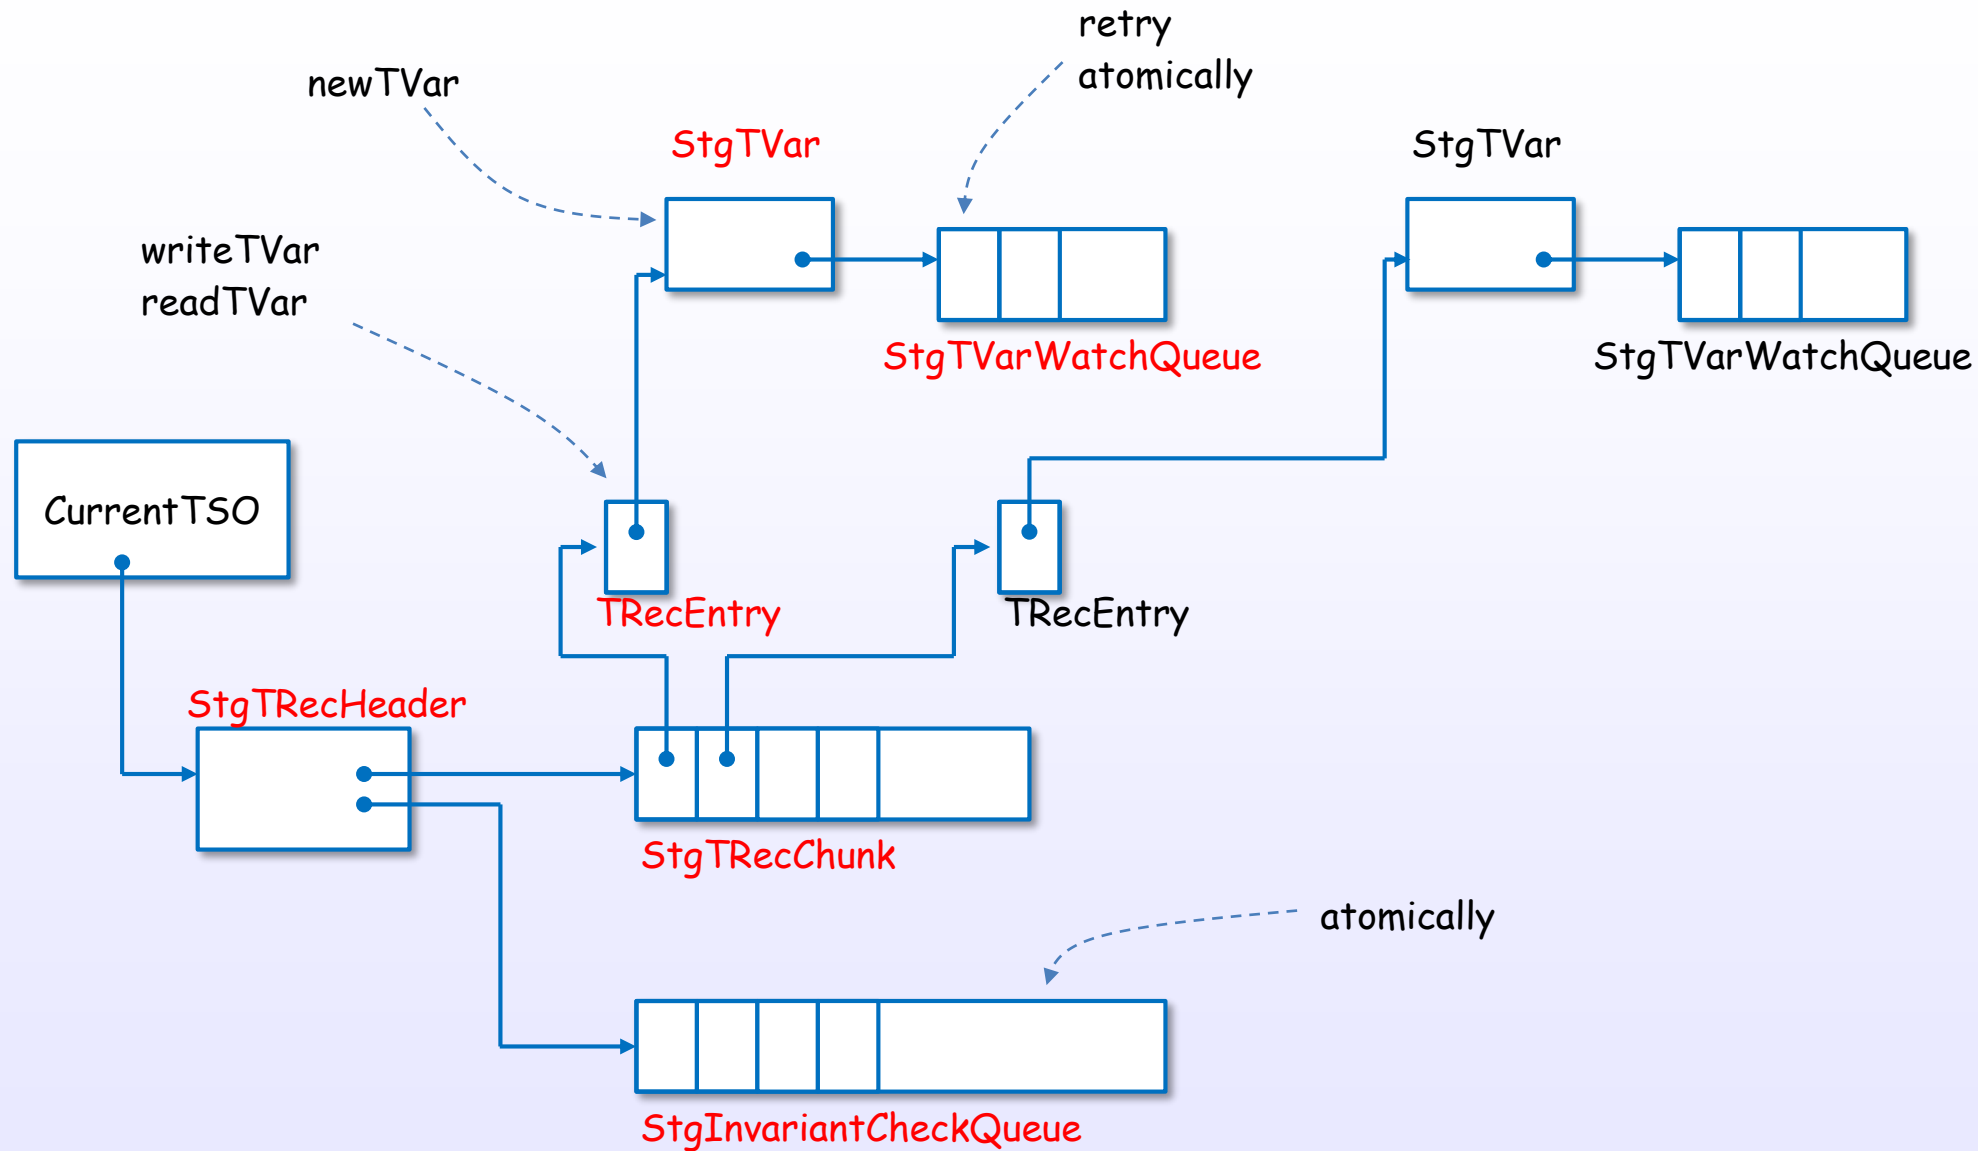 retry
atomically
newTVar
StgTVar
StgTVar
writeTVar
readTVar
StgTVarWatchQueue
StgTVarWatchQueue
CurrentTSO
TRecEntry
TRecEntry
StgTRecHeader
StgTRecChunk
atomically
StgInvariantCheckQueue